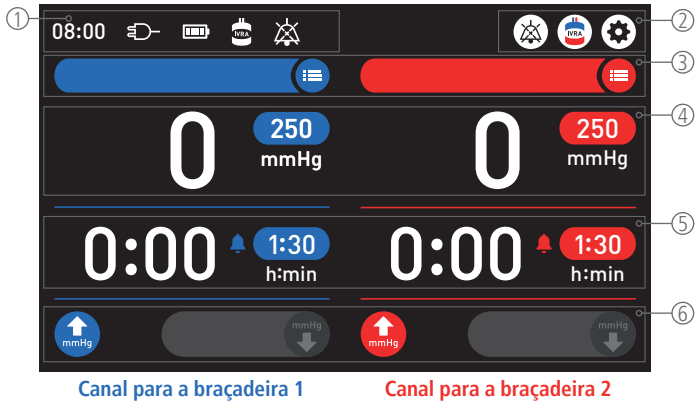 ① 08:00 IVRA IVRA ②
③
0 250 mmHg 0 250 mmHg ④
0:00 1:30 h:min 0:00 1:30 h:min ⑤
mmHg mmHg mmHg mmHg ⑥
Canal para a braçadeira 1 Canal para a braçadeira 2